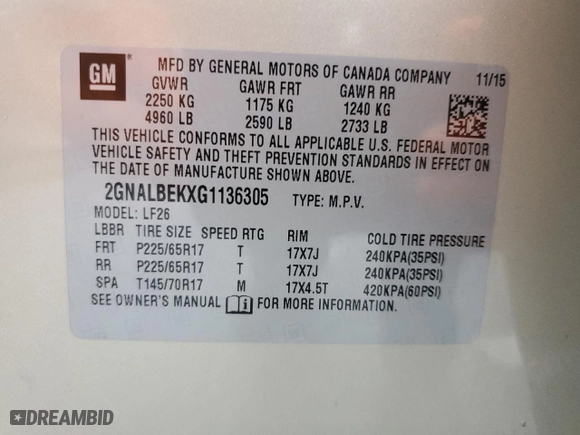 GM
MFD BY GENERAL MOTORS OF CANADA COMPANY 11/15
GVWR GAWR FRT GAWR RR
2250 KG 1175 KG 1240 KG
4960 LB 2590 LB 2733 LB
THIS VEHICLE CONFORMS TO ALL APPLICABLE U.S. FEDERAL MOTOR
VEHICLE SAFETY AND THEFT PREVENTION STANDARDS IN EFFECT ON
THE DATE OF MANUFACTURE SHOWN ABOVE.
2GNALBEKXG1136305 TYPE: M.P.V.
MODEL: LF26
LBBR TIRE SIZE SPEED RTG RIM COLD TIRE PRESSURE
FRT P225/65R17 T 17X7J 240KPA(35PSI)
RR P225/65R17 T 17X7J 240KPA(35PSI)
SPA T145/70R17 M 17X4.5T 420KPA(60PSI)
SEE OWNER'S MANUAL FOR MORE INFORMATION.
DREAMBID